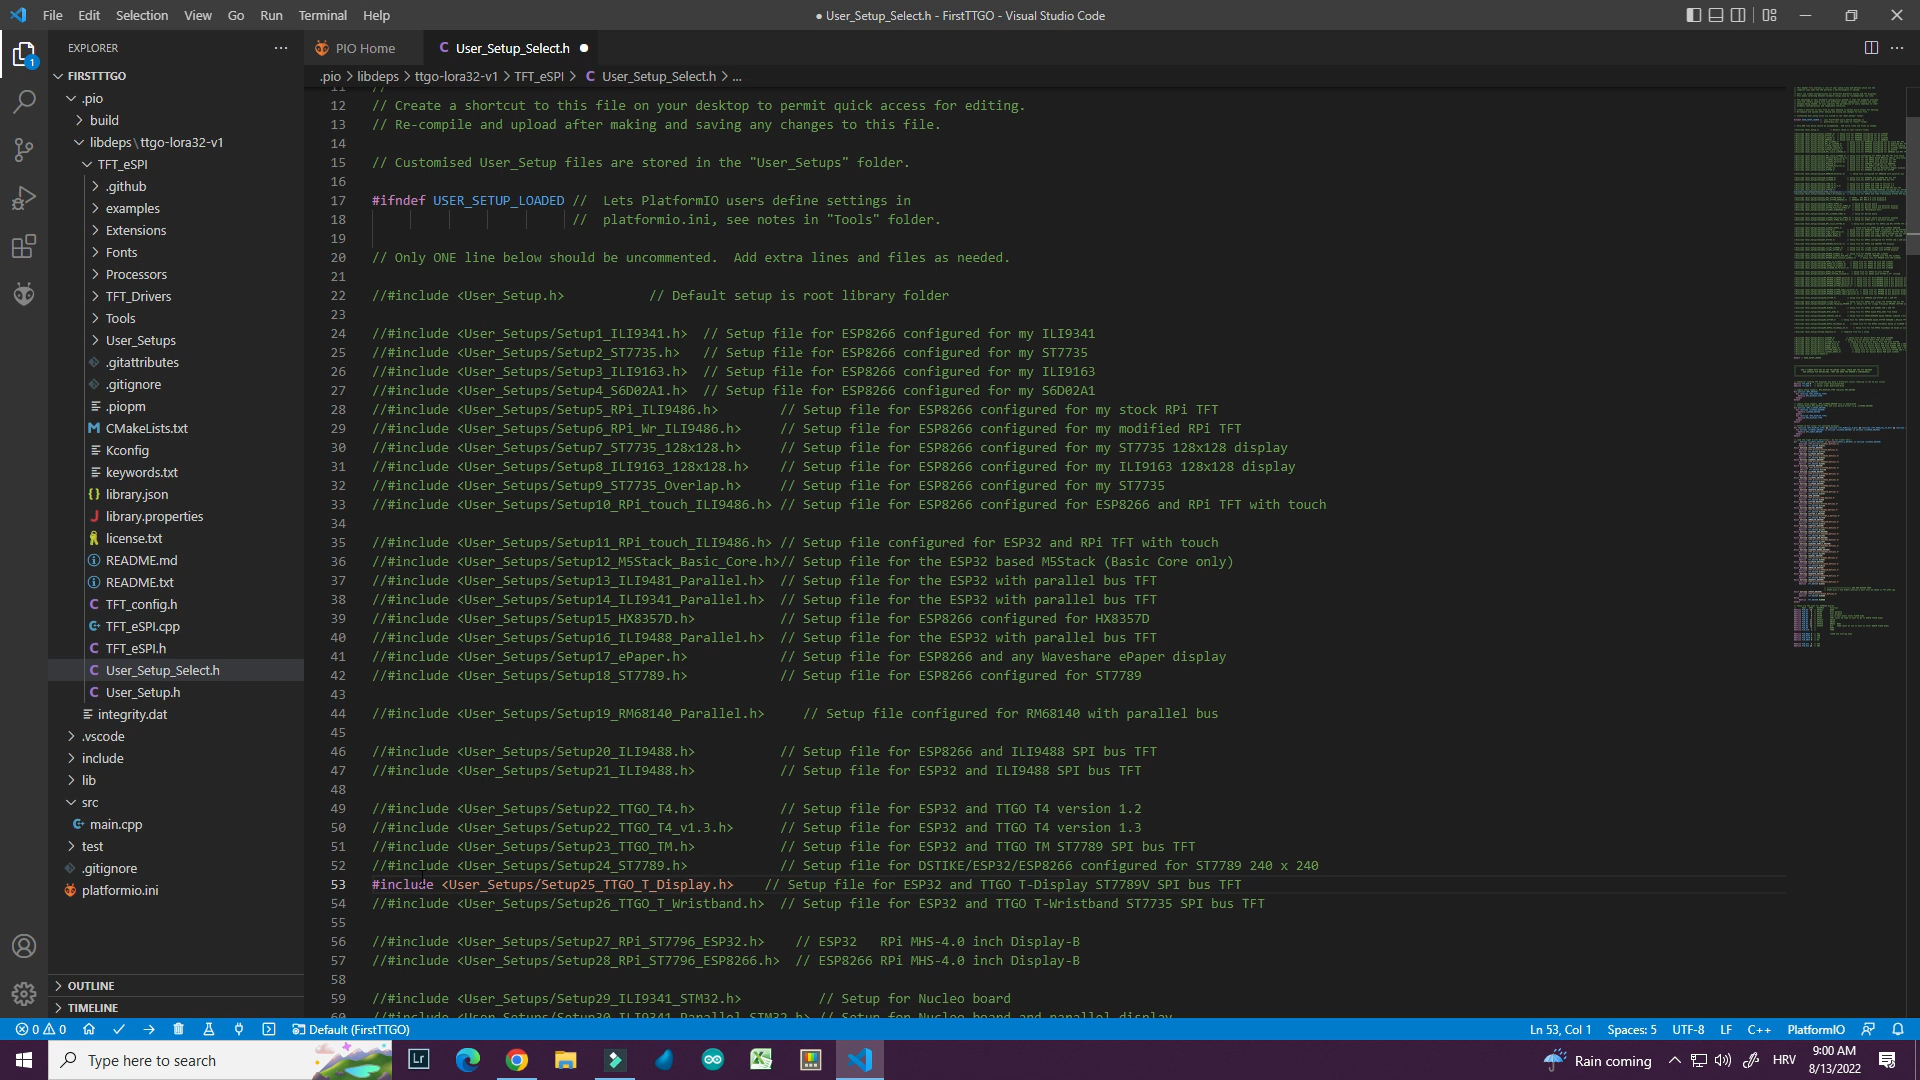 File Edit Selection View Go Run Terminal Help
● User_Setup_Select.h - FirstTTGO - Visual Studio Code
EXPLORER
PIO Home
C User_Setup_Select.h
.pio > libdeps > ttgo-lora32-v1 > TFT_eSPI > C User_Setup_Select.h > ...
1
FIRSTTTGO
.pio
build
libdeps \ ttgo-lora32-v1
TFT_eSPI
.github
examples
Extensions
Fonts
Processors
TFT_Drivers
Tools
User_Setups
.gitattributes
.gitignore
.piopm
CMakeLists.txt
Kconfig
keywords.txt
library.json
library.properties
license.txt
README.md
README.txt
TFT_config.h
TFT_eSPI.cpp
TFT_eSPI.h
User_Setup_Select.h
User_Setup.h
integrity.dat
.vscode
include
lib
src
main.cpp
test
.gitignore
platformio.ini
OUTLINE
TIMELINE
11 //
12 // Create a shortcut to this file on your desktop to permit quick access for editing.
13 // Re-compile and upload after making and saving any changes to this file.
14
15 // Customised User_Setup files are stored in the "User_Setups" folder.
16
17 #ifndef USER_SETUP_LOADED // Lets PlatformIO users define settings in
18 // platformio.ini, see notes in "Tools" folder.
19
20 // Only ONE line below should be uncommented. Add extra lines and files as needed.
21
22 //#include <User_Setup.h> // Default setup is root library folder
23
24 //#include <User_Setups/Setup1_ILI9341.h> // Setup file for ESP8266 configured for my ILI9341
25 //#include <User_Setups/Setup2_ST7735.h> // Setup file for ESP8266 configured for my ST7735
26 //#include <User_Setups/Setup3_ILI9163.h> // Setup file for ESP8266 configured for my ILI9163
27 //#include <User_Setups/Setup4_S6D02A1.h> // Setup file for ESP8266 configured for my S6D02A1
28 //#include <User_Setups/Setup5_RPi_ILI9486.h> // Setup file for ESP8266 configured for my stock RPi TFT
29 //#include <User_Setups/Setup6_RPi_Wr_ILI9486.h> // Setup file for ESP8266 configured for my modified RPi TFT
30 //#include <User_Setups/Setup7_ST7735_128x128.h> // Setup file for ESP8266 configured for my ST7735 128x128 display
31 //#include <User_Setups/Setup8_ILI9163_128x128.h> // Setup file for ESP8266 configured for my ILI9163 128x128 display
32 //#include <User_Setups/Setup9_ST7735_Overlap.h> // Setup file for ESP8266 configured for my ST7735
33 //#include <User_Setups/Setup10_RPi_touch_ILI9486.h> // Setup file for ESP8266 configured for ESP8266 and RPi TFT with touch
34
35 //#include <User_Setups/Setup11_RPi_touch_ILI9486.h> // Setup file configured for ESP32 and RPi TFT with touch
36 //#include <User_Setups/Setup12_M5Stack_Basic_Core.h>// Setup file for the ESP32 based M5Stack (Basic Core only)
37 //#include <User_Setups/Setup13_ILI9481_Parallel.h> // Setup file for the ESP32 with parallel bus TFT
38 //#include <User_Setups/Setup14_ILI9341_Parallel.h> // Setup file for the ESP32 with parallel bus TFT
39 //#include <User_Setups/Setup15_HX8357D.h> // Setup file for ESP8266 configured for HX8357D
40 //#include <User_Setups/Setup16_ILI9488_Parallel.h> // Setup file for the ESP32 with parallel bus TFT
41 //#include <User_Setups/Setup17_ePaper.h> // Setup file for ESP8266 and any Waveshare ePaper display
42 //#include <User_Setups/Setup18_ST7789.h> // Setup file for ESP8266 configured for ST7789
43
44 //#include <User_Setups/Setup19_RM68140_Parallel.h> // Setup file configured for RM68140 with parallel bus
45
46 //#include <User_Setups/Setup20_ILI9488.h> // Setup file for ESP8266 and ILI9488 SPI bus TFT
47 //#include <User_Setups/Setup21_ILI9488.h> // Setup file for ESP32 and ILI9488 SPI bus TFT
48
49 //#include <User_Setups/Setup22_TTGO_T4.h> // Setup file for ESP32 and TTGO T4 version 1.2
50 //#include <User_Setups/Setup22_TTGO_T4_v1.3.h> // Setup file for ESP32 and TTGO T4 version 1.3
51 //#include <User_Setups/Setup23_TTGO_TM.h> // Setup file for ESP32 and TTGO TM ST7789 SPI bus TFT
52 //#include <User_Setups/Setup24_ST7789.h> // Setup file for DSTIKE/ESP32/ESP8266 configured for ST7789 240 x 240
53 #include <User_Setups/Setup25_TTGO_T_Display.h> // Setup file for ESP32 and TTGO T-Display ST7789V SPI bus TFT
54 //#include <User_Setups/Setup26_TTGO_T_Wristband.h> // Setup file for ESP32 and TTGO T-Wristband ST7735 SPI bus TFT
55
56 //#include <User_Setups/Setup27_RPi_ST7796_ESP32.h> // ESP32 RPi MHS-4.0 inch Display-B
57 //#include <User_Setups/Setup28_RPi_ST7796_ESP8266.h> // ESP8266 RPi MHS-4.0 inch Display-B
58
59 //#include <User_Setups/Setup29_ILI9341_STM32.h> // Setup for Nucleo board
60 //#include <User_Setups/Setup30_ILI9341_Parallel_STM32.h> // Setup for Nucleo board and parallel display
0 0 Default (FirstTTGO) Ln 53, Col 1 Spaces: 5 UTF-8 LF C++ PlatformIO
Type here to search
Lr
Rain coming
HRV
9:00 AM
8/13/2022